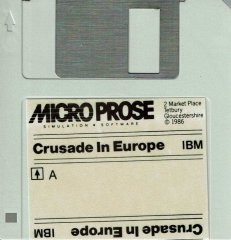 MICRO PROSE
SIMULATION • SOFTWARE
2 Market Place
Tetbury
Gloucestershire
© 1986
Crusade In Europe IBM
A
Crusade In Europe IBM